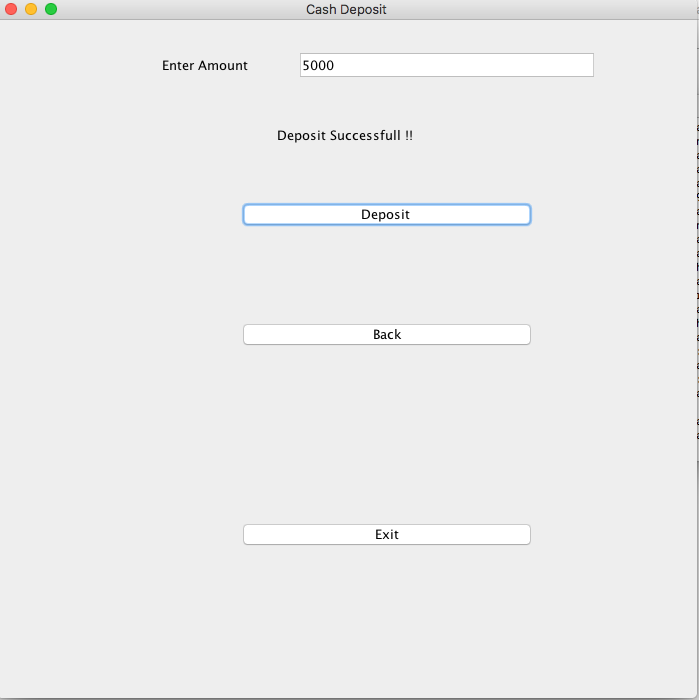 Cash Deposit
Enter Amount 5000
Deposit Successfull !!
Deposit
Back
Exit